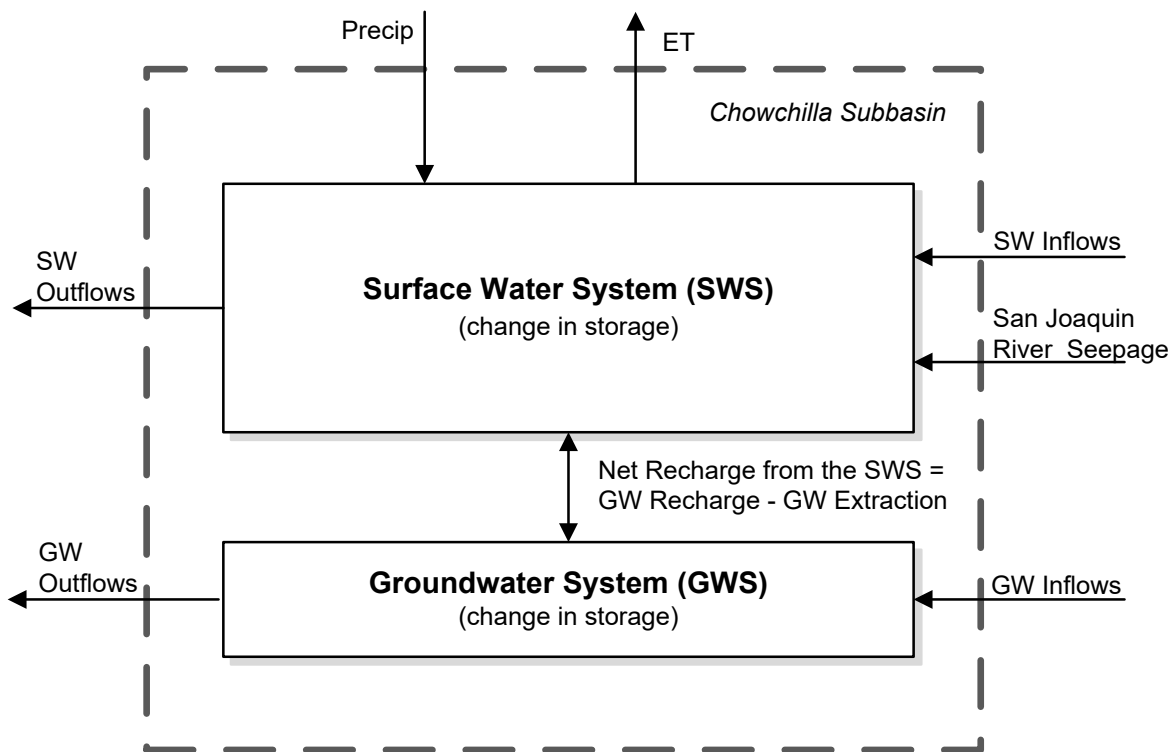 Precip
ET
Chowchilla Subbasin
SW Inflows
SW
Outflows
Surface Water System (SWS)
(change in storage)
San Joaquin
River Seepage
Net Recharge from the SWS =
GW Recharge - GW Extraction
GW
Outflows
Groundwater System (GWS)
(change in storage)
GW Inflows